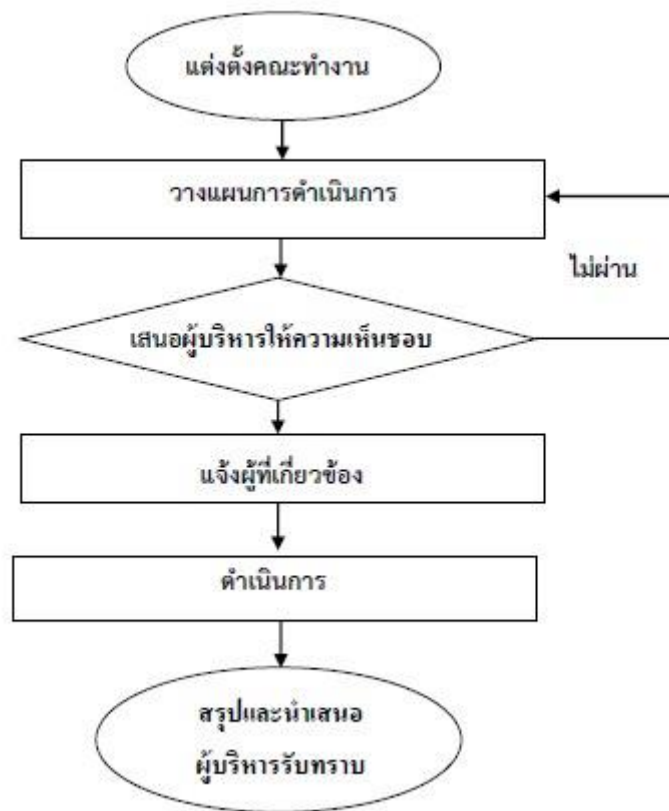 แต่งตั้งคณะทำงาน
วางแผนการดำเนินการ
ไม่ผ่าน
เสนอผู้บริหารให้ความเห็นชอบ
แจ้งผู้ที่เกี่ยวข้อง
ดำเนินการ
สรุปและนำเสนอ
ผู้บริหารรับทราบ